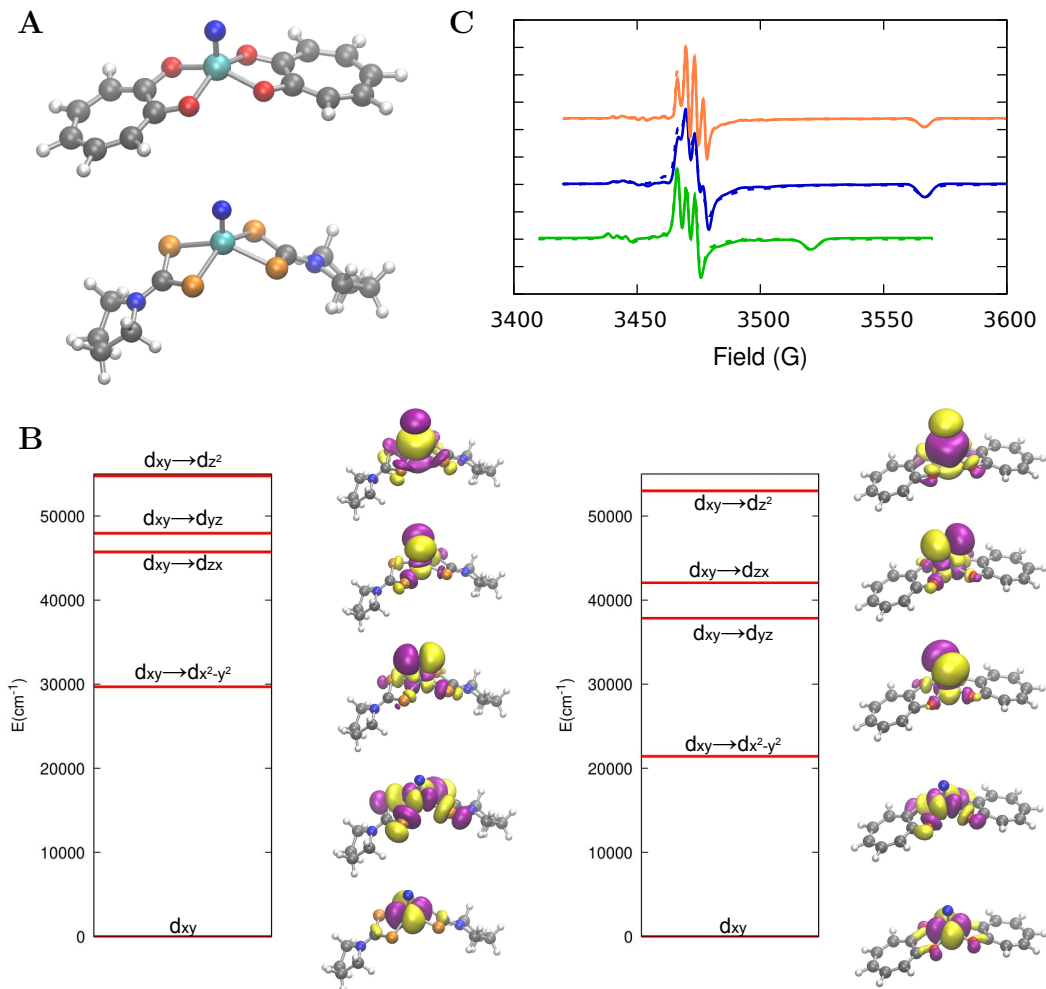 A
C
3400
3450
3500
3550
3600
Field (G)
B
E(cm⁻¹)
50000
40000
30000
20000
10000
0
dxy→dz²
dxy→dyz
dxy→dzx
dxy→dx²-y²
dxy
E(cm⁻¹)
50000
40000
30000
20000
10000
0
dxy→dz²
dxy→dzx
dxy→dyz
dxy→dx²-y²
dxy